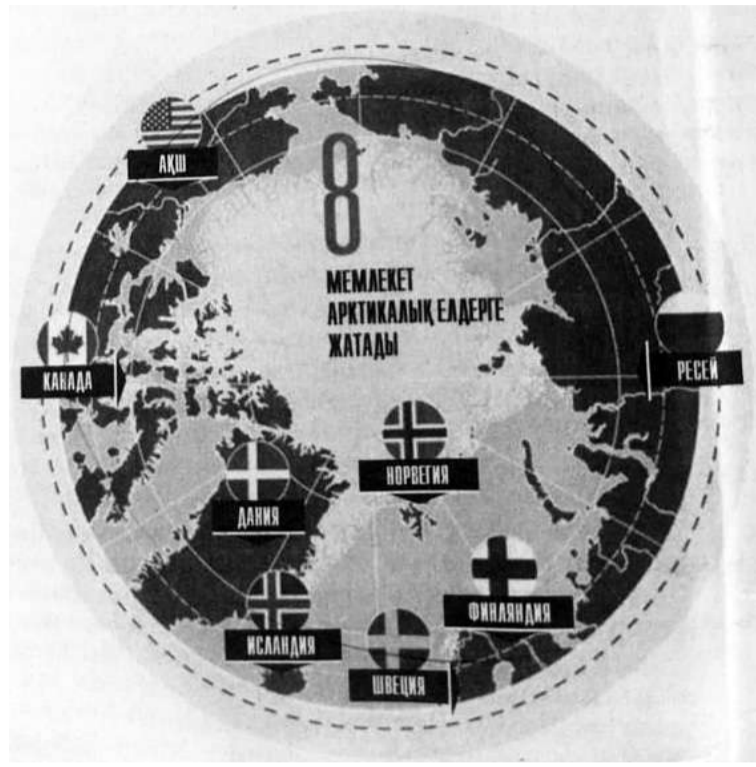 АҚШ
8
МЕМЛЕКЕТ
АРКТИКАЛЫҚ ЕЛДЕРГЕ
ЖАТАДЫ
КАНАДА
РЕСЕЙ
НОРВЕГИЯ
ДАНИЯ
ФИНЛЯНДИЯ
ИСЛАНДИЯ
ШВЕЦИЯ